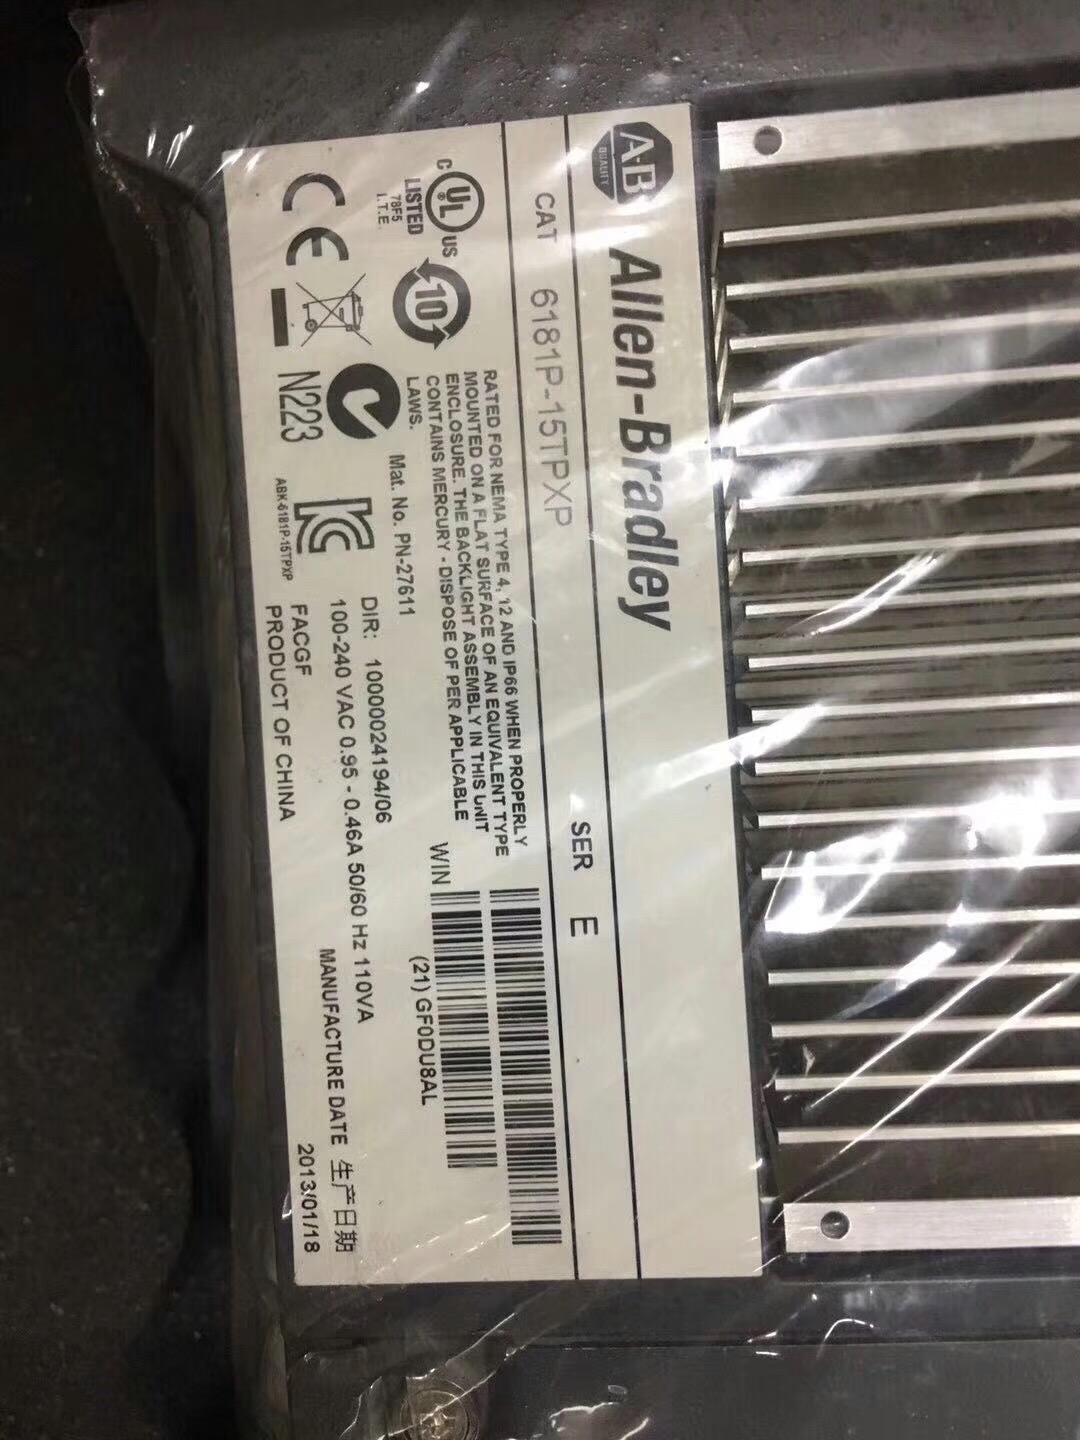 A-B
QUALITY
Allen-Bradley
CAT 6181P-15TPXP SER E
C UL US
®
LISTED
78F5
I.T.E.
10
RATED FOR NEMA TYPE 4, 12 AND IP66 WHEN PROPERLY
MOUNTED ON A FLAT SURFACE OF AN EQUIVALENT TYPE
ENCLOSURE. THE BACKLIGHT ASSEMBLY IN THIS UNIT
CONTAINS MERCURY - DISPOSE OF PER APPLICABLE
LAWS.
WIN
(21) GF0DU8AL
Mat. No. PN-27611
CE
N223
ABK-6181P-15TPXP
DIR: 1000024194/06
100-240 VAC 0.95 - 0.46A 50/60 Hz 110VA
FACGF
PRODUCT OF CHINA
MANUFACTURE DATE 生产日期
2013/01/18